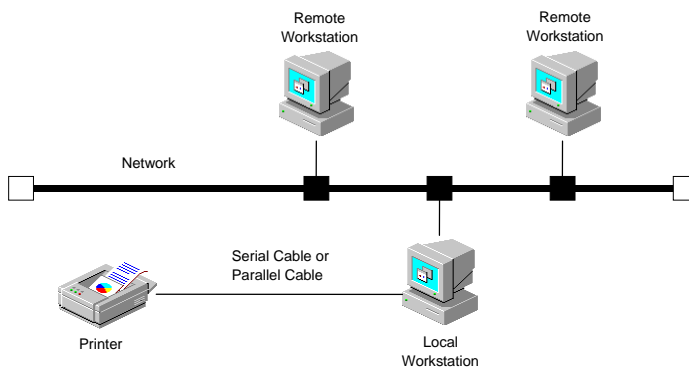 Remote
Workstation
Remote
Workstation
Network
Serial Cable or
Parallel Cable
Printer
Local
Workstation